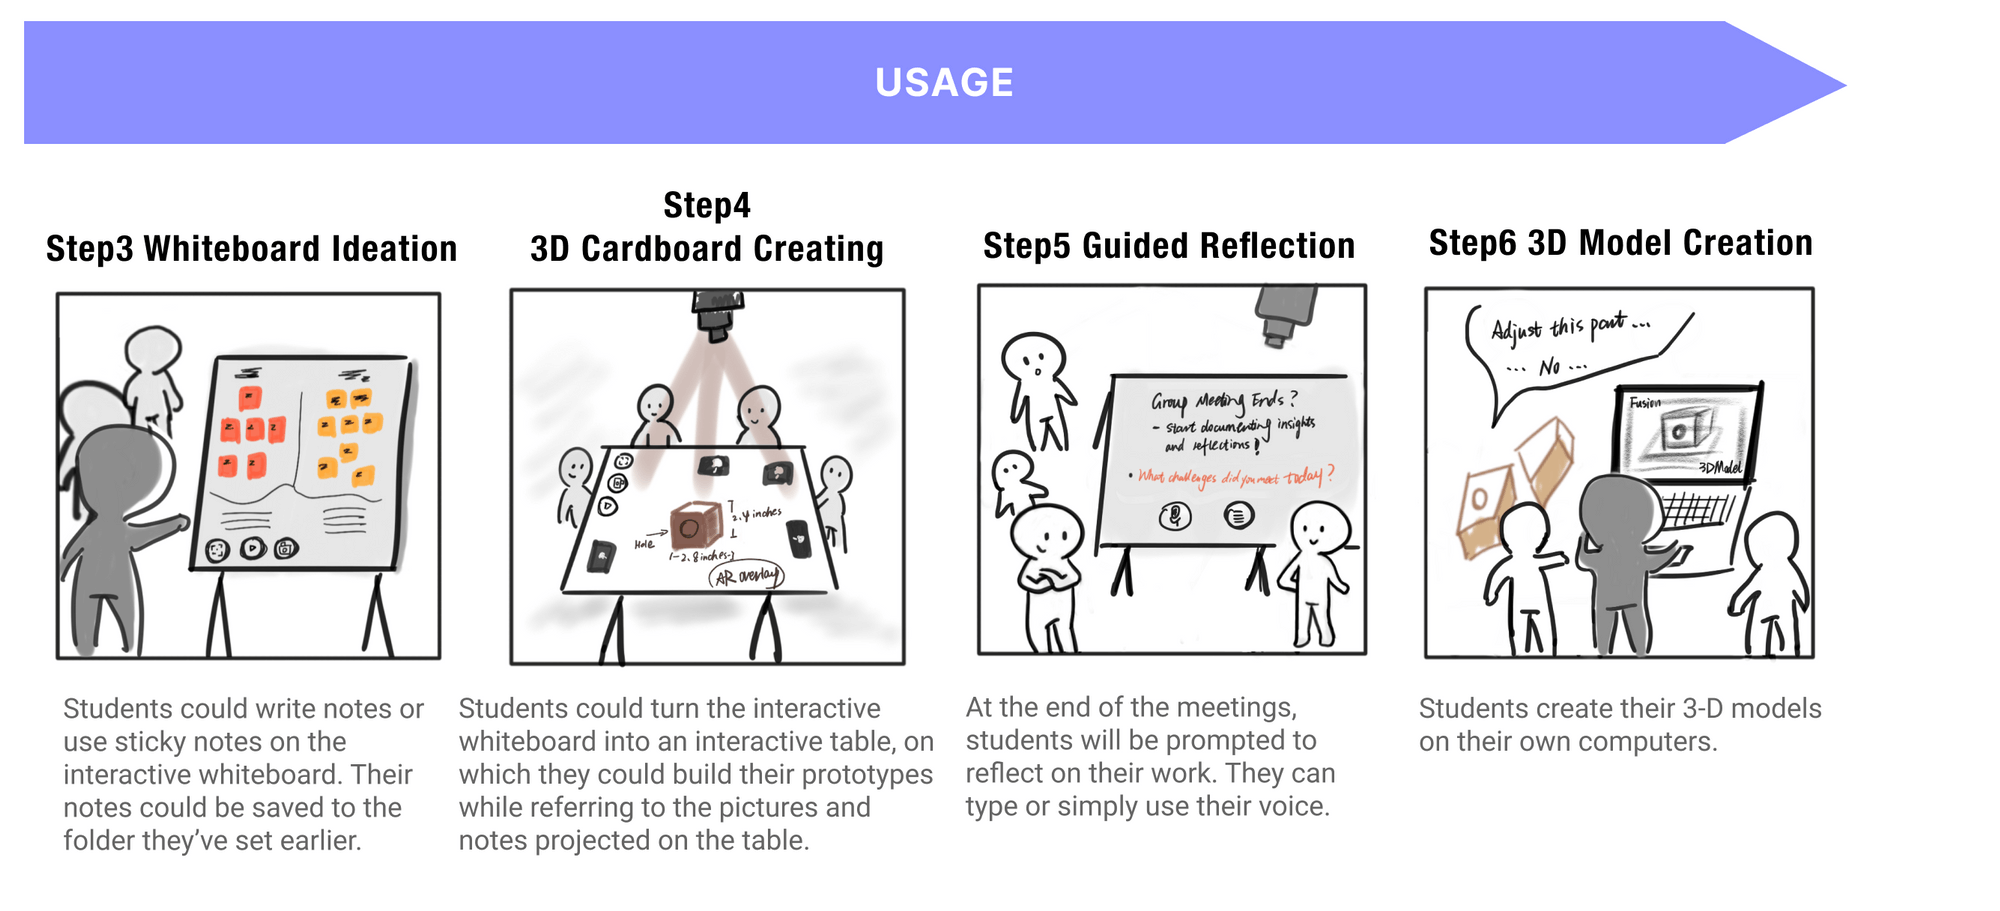 USAGE
Step3 Whiteboard Ideation
Students could write notes or
use sticky notes on the
interactive whiteboard. Their
notes could be saved to the
folder they’ve set earlier.
Step4
3D Cardboard Creating
2.4 inches
Hole
2.8 inches
AR overlay
Students could turn the interactive
whiteboard into an interactive table, on
which they could build their prototypes
while referring to the pictures and
notes projected on the table.
Step5 Guided Reflection
Group Meeting Ends?
- start documenting insights
and reflections!
• What challenges did you meet today?
At the end of the meetings,
students will be prompted to
reflect on their work. They can
type or simply use their voice.
Step6 3D Model Creation
Adjust this part ...
... No ...
Fusion
3DModel
Students create their 3-D models
on their own computers.